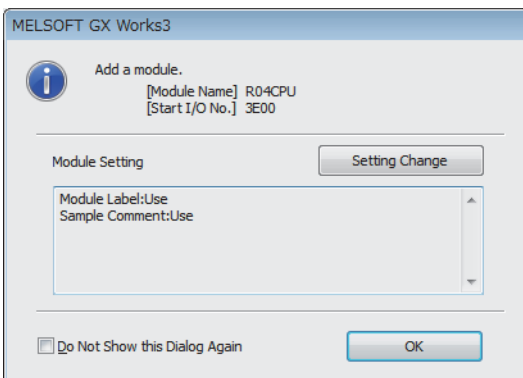 MELSOFT GX Works3
Add a module.
[Module Name] R04CPU
[Start I/O No.] 3E00
Module Setting
Setting Change
Module Label:Use
Sample Comment:Use
Do Not Show this Dialog Again
OK